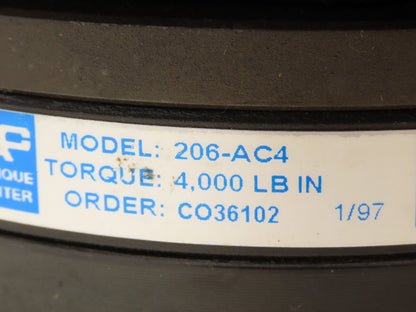 MODEL: 206-AC4
TORQUE: 4,000 LB IN
ORDER: CO36102 1/97